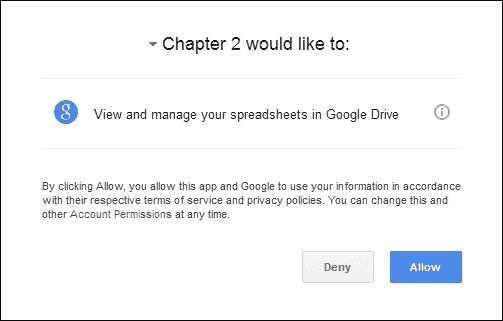 Chapter 2 would like to:
View and manage your spreadsheets in Google Drive
By clicking Allow, you allow this app and Google to use your information in accordance
with their respective terms of service and privacy policies. You can change this and
other Account Permissions at any time.
Deny
Allow